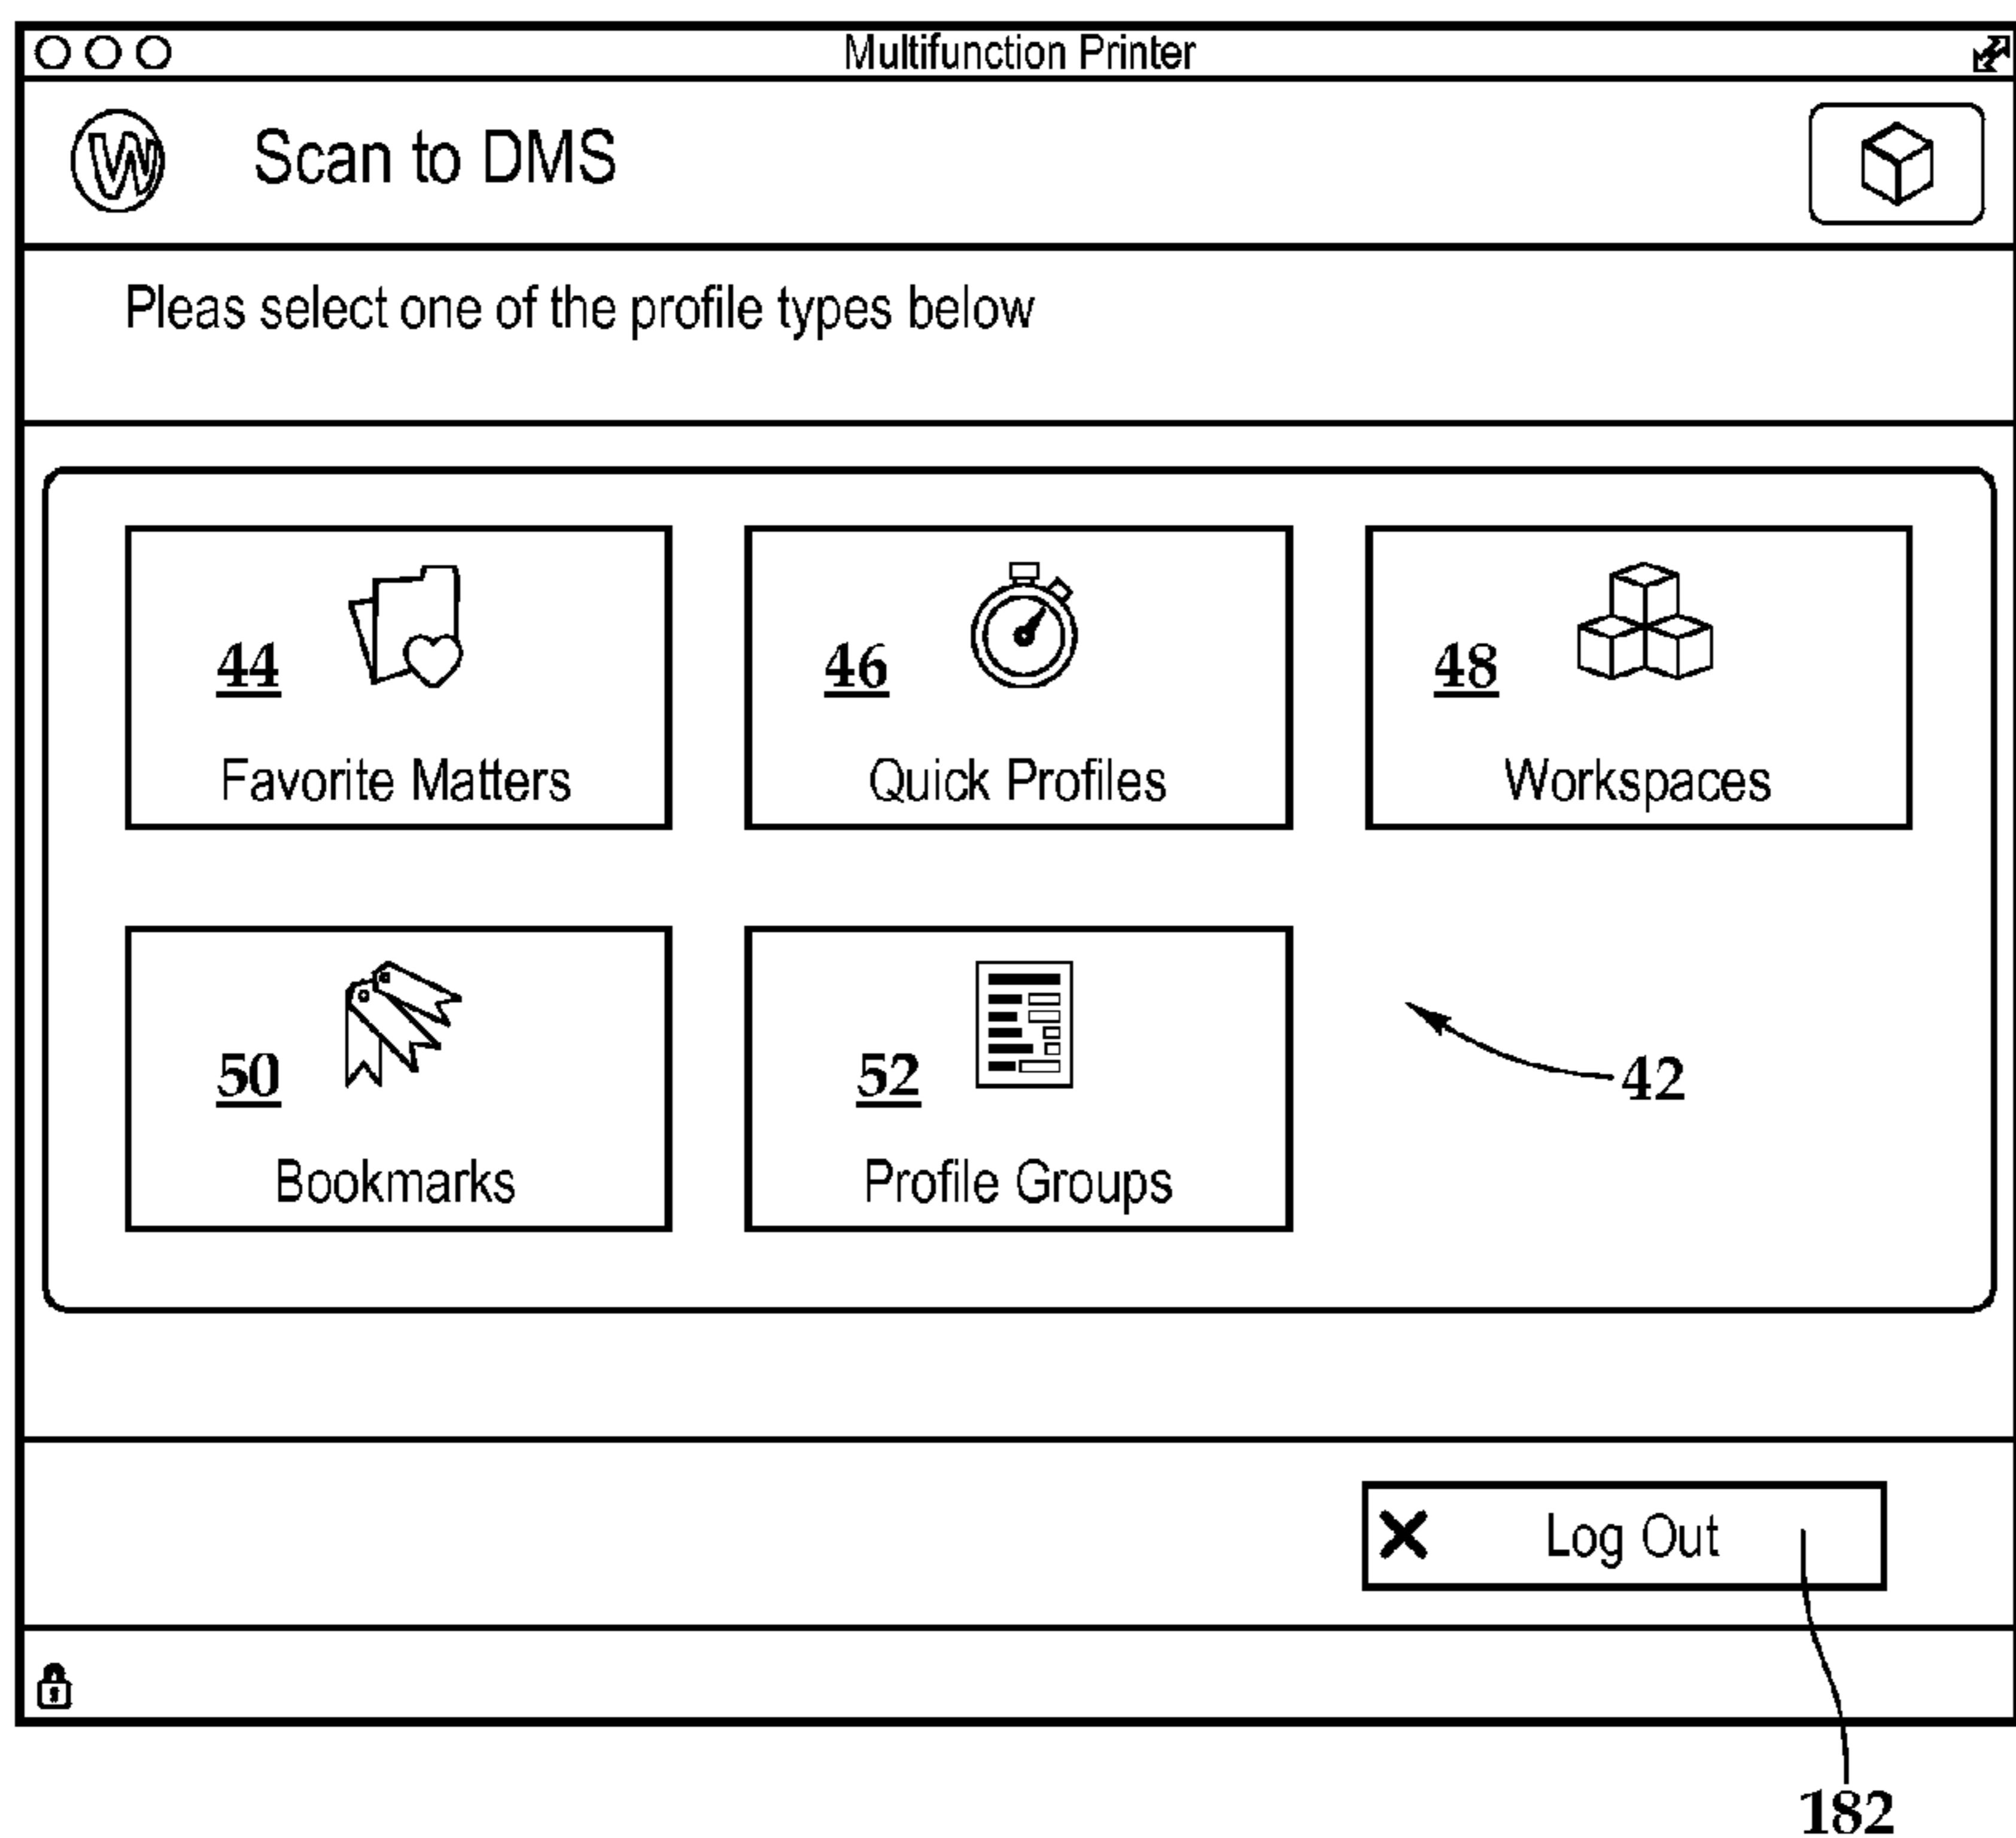 Multifunction Printer
W Scan to DMS
Pleas select one of the profile types below
44 46 48
Favorite Matters Quick Profiles Workspaces
50 52 42
Bookmarks Profile Groups
Log Out
182